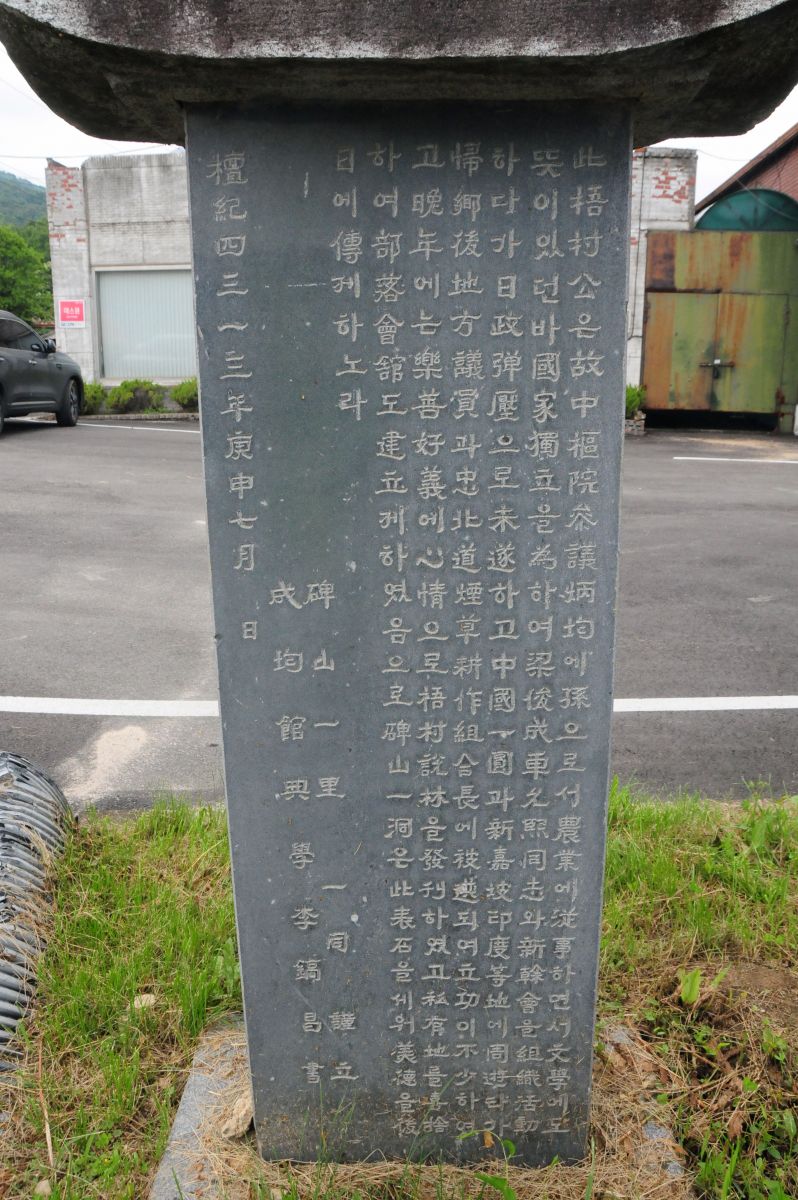 此梧村公은故中樞院參議炳均에孫으로서農業에從事하면서文學에도
뜻이있던바國家獨立을為하여梁俊成車允熙同志와新幹會을組織活動
하다가日政弾壓으로未遂하고中國一圓과新嘉坡印度等地에周遊타가
帰鄉後地方議員과忠北道煙草耕作組合長에被選되여立功이不少하여
고晩年에는樂善好義에心情으로梧村說林을發刊하였고私有地를喜捨
하여部落會舘도建立케하였음으로碑山一洞은此表石을세워美德을後
日에傳케하노라
碑山一里 一同 謹立
成均館典學 李鎬昌 書
檀紀四三一三年庚申七月 日